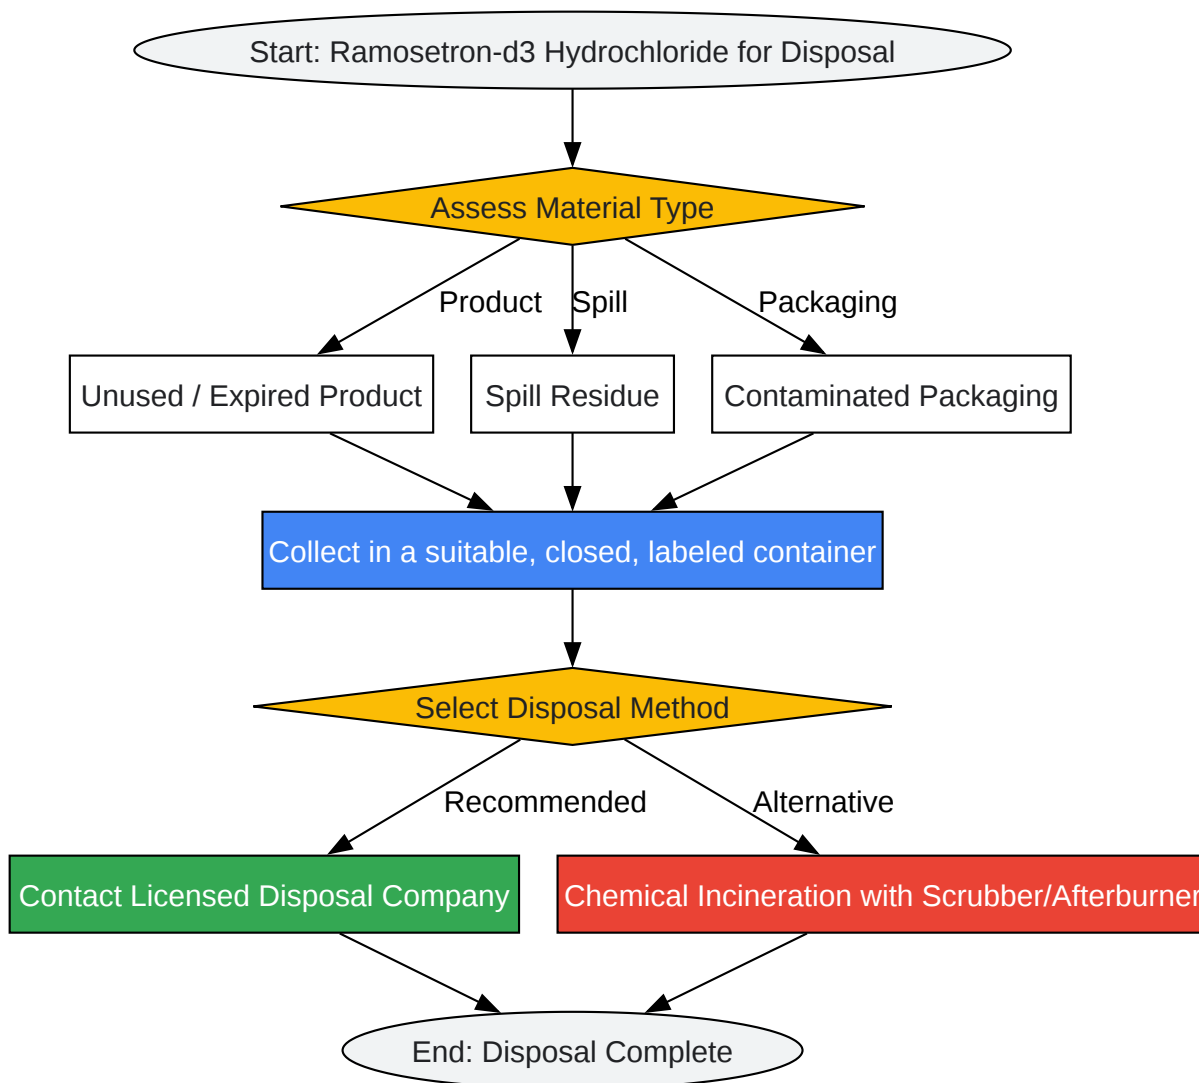 Start: Ramosetron-d3 Hydrochloride for Disposal
Assess Material Type
Product
Spill
Packaging
Unused / Expired Product
Spill Residue
Contaminated Packaging
Collect in a suitable, closed, labeled container
Select Disposal Method
Recommended
Alternative
Contact Licensed Disposal Company
Chemical Incineration with Scrubber/Afterburner
End: Disposal Complete